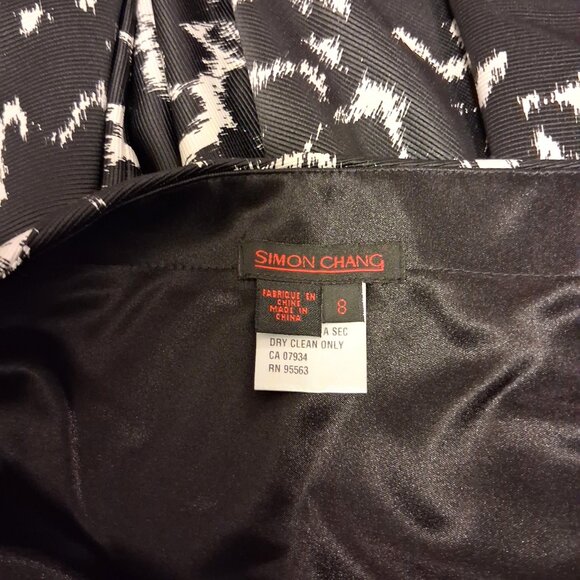 SIMON CHANG
FABRIQUE EN
CHINE
MADE IN
CHINA
8
A SEC
DRY CLEAN ONLY
CA 07934
RN 95563